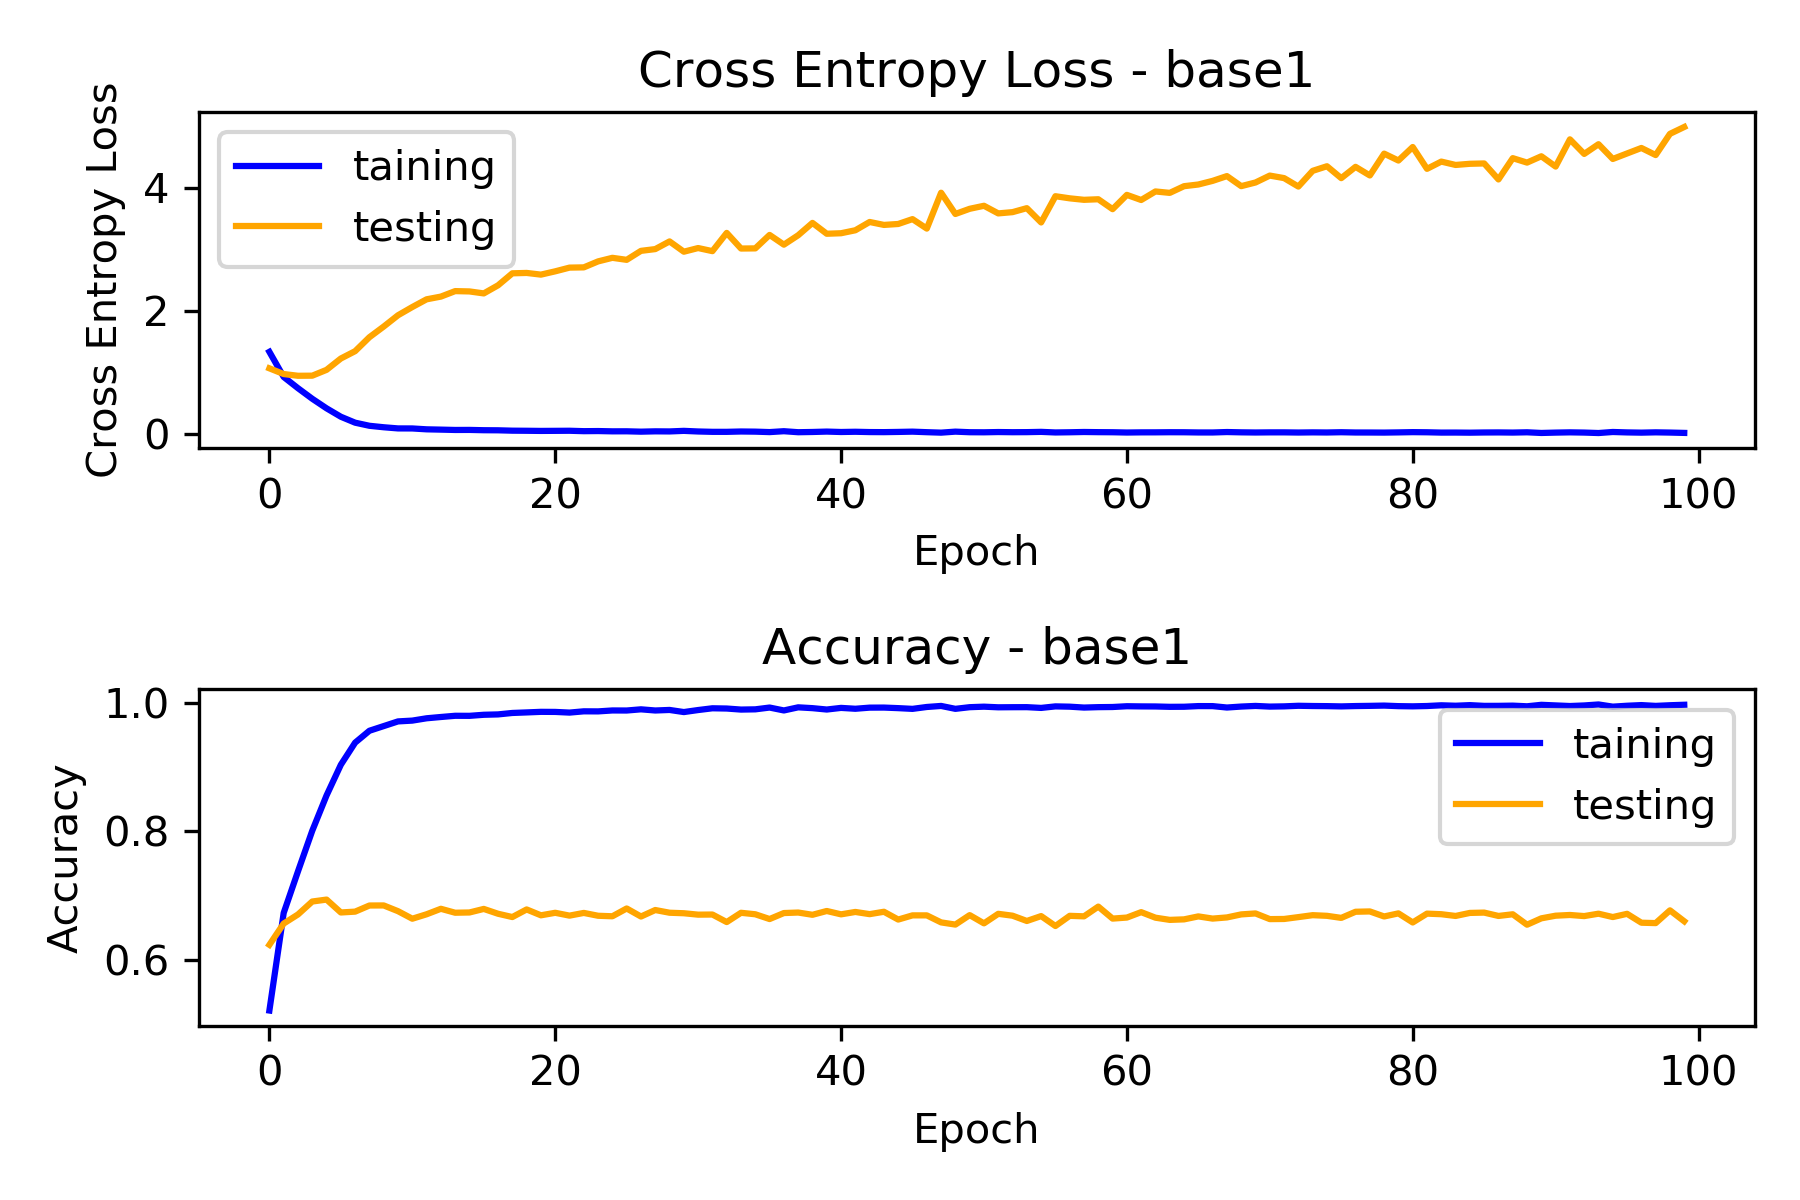 Cross Entropy Loss - base1
Cross Entropy Loss
taining
testing
4
2
0
0 20 40 60 80 100
Epoch
Accuracy - base1
Accuracy
1.0
0.8
0.6
taining
testing
0 20 40 60 80 100
Epoch